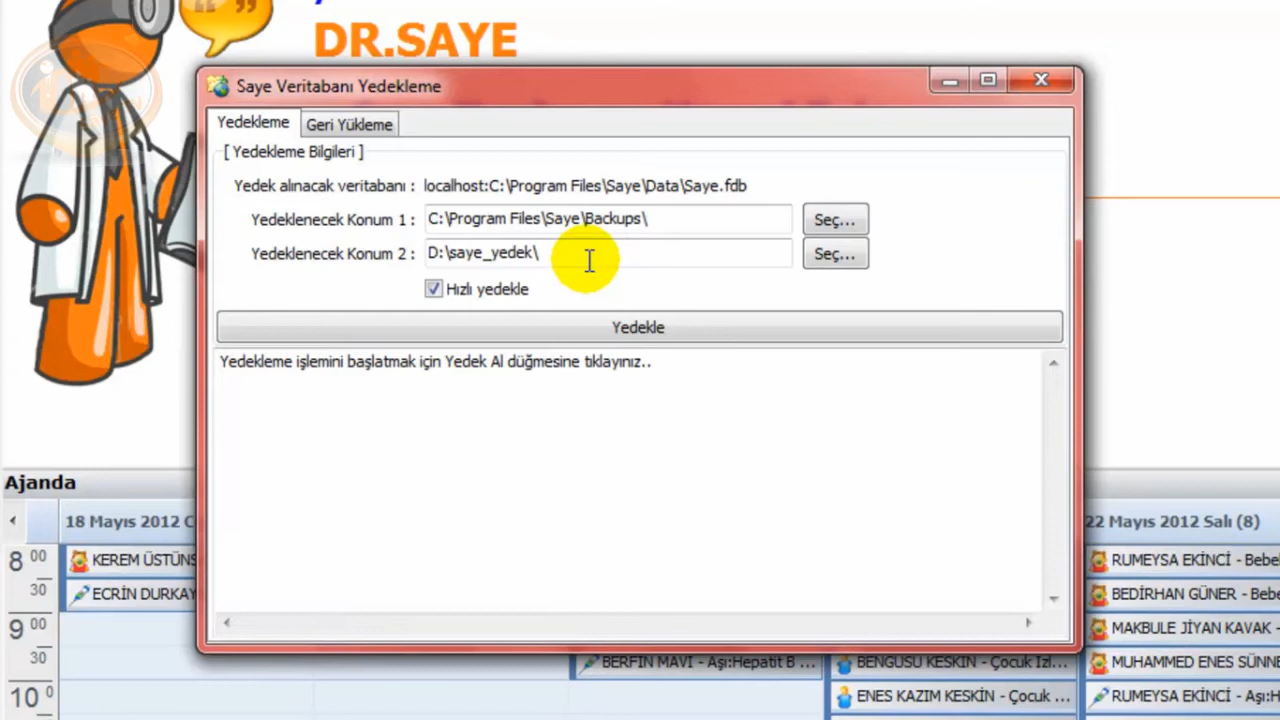 DR.SAYE
Saye Veritabanı Yedekleme
Yedekleme
Geri Yükleme
[ Yedekleme Bilgileri ]
Yedek alınacak veritabanı : localhost:C:\Program Files\Saye\Data\Saye.fdb
Yedeklenecek Konum 1 : C:\Program Files\Saye\Backups\ Seç...
Yedeklenecek Konum 2 : D:\saye_yedek\ Seç...
Hızlı yedekle
Yedekle
Yedekleme işlemini başlatmak için Yedek Al düğmesine tıklayınız..
Ajanda
18 Mayıs 2012 C
22 Mayıs 2012 Salı (8)
8 00
KEREM ÜSTÜNS
RUMEYSA EKİNCİ - Bebe
30
ECRİN DURKAY
BEDİRHAN GÜNER - Bebe
9 00
MAKBULE JİYAN KAVAK -
30
BERFİN MAVİ - Aşı:Hepatit B ...
BENGÜSU KESKİN - Çocuk İzl...
MUHAMMED ENES SÜNNE
10 0
ENES KAZIM KESKİN - Çocuk ...
RUMEYSA EKİNCİ - Aşı:H